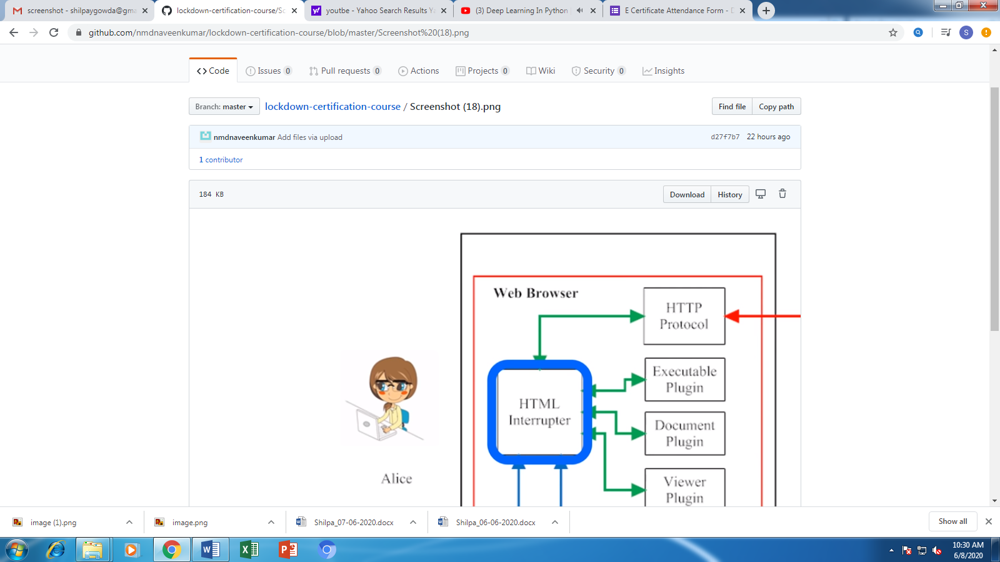 screenshot - shilpaygowda@gma
lockdown-certification-course/Sc
youtbe - Yahoo Search Results Ya
(3) Deep Learning In Python
E Certificate Attendance Form - D
github.com/nmdnaveenkumar/lockdown-certification-course/blob/master/Screenshot%20(18).png
S
Code
Issues 0
Pull requests 0
Actions
Projects 0
Wiki
Security 0
Insights
Branch: master
lockdown-certification-course / Screenshot (18).png
Find file
Copy path
nmdnaveenkumar Add files via upload
d27f7b7 22 hours ago
1 contributor
184 KB
Download
History
Web Browser
HTTP
Protocol
Executable
Plugin
HTML
Interrupter
Document
Plugin
Viewer
Plugin
Alice
image (1).png
image.png
Shilpa_07-06-2020.docx
Shilpa_06-06-2020.docx
Show all
10:30 AM
6/8/2020